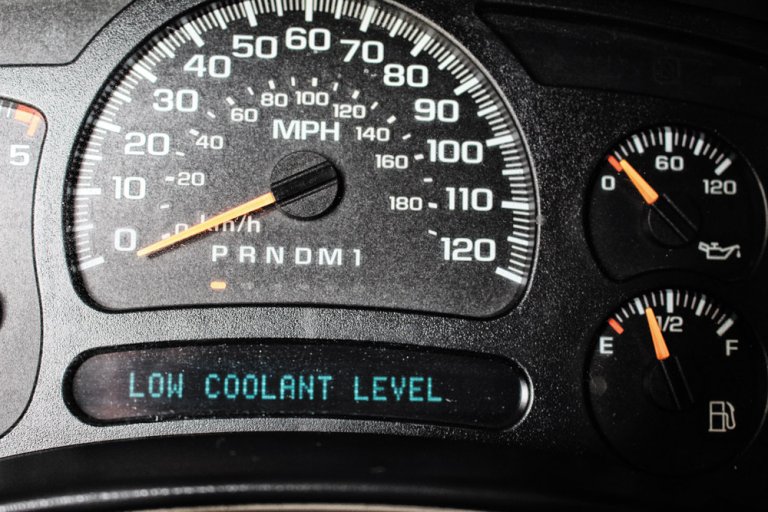 60
50 70
40 80
80 100 120
30 60 140 90
MPH
20 40 160 100
10 20 180 110
0 0 km/h 120
P R N D M 1
LOW COOLANT LEVEL
5
60
0 120
1/2
E F